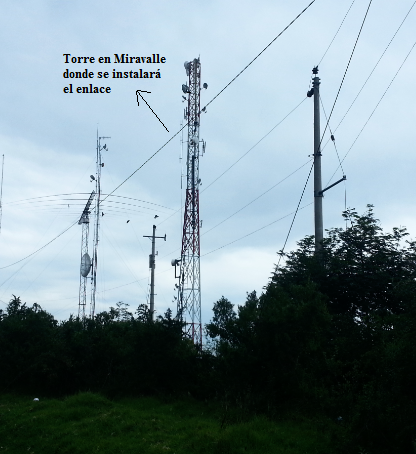 Torre en Miravalle
donde se instalará
el enlace